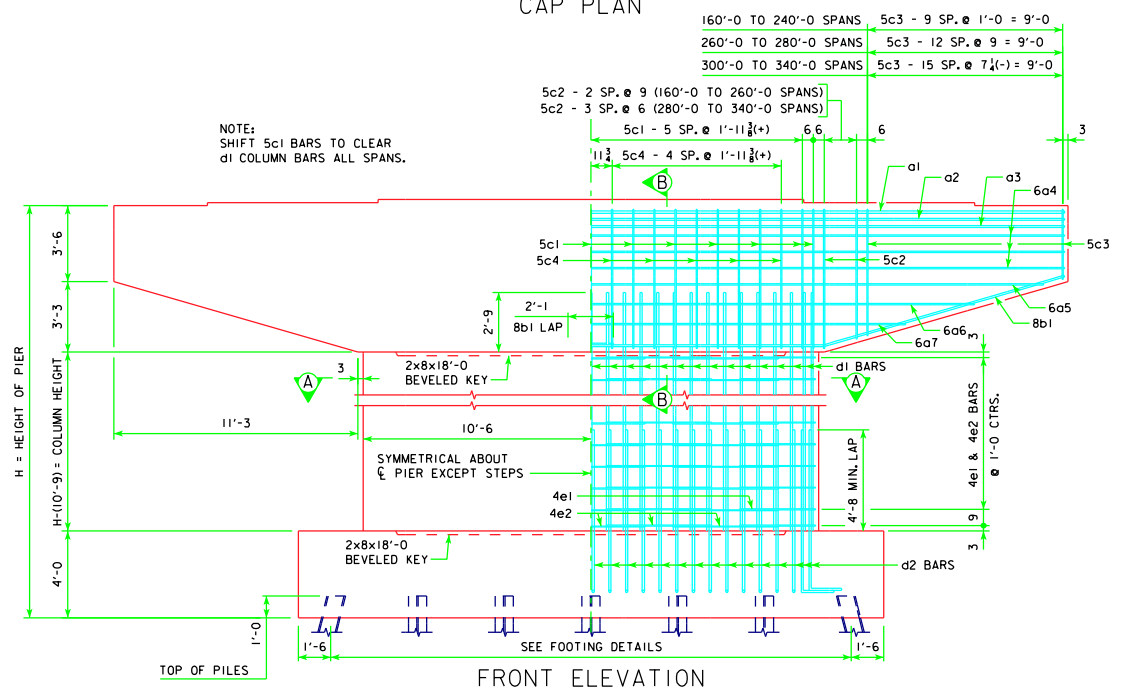 CAP PLAN
160'-0 TO 240'-0 SPANS
5c3 - 9 SP. @ 1'-0 = 9'-0
260'-0 TO 280'-0 SPANS
5c3 - 12 SP. @ 9 = 9'-0
300'-0 TO 340'-0 SPANS
5c3 - 15 SP. @ 7 1/4(-) = 9'-0
5c2 - 2 SP. @ 9 (160'-0 TO 260'-0 SPANS)
5c2 - 3 SP. @ 6 (280'-0 TO 340'-0 SPANS)
NOTE:
SHIFT 5c1 BARS TO CLEAR
d1 COLUMN BARS ALL SPANS.
5c1 - 5 SP. @ 1'-11 3/8(+)
6
6
6
3
11 3/4
5c4 - 4 SP. @ 1'-11 3/8(+)
B
a1
a2
a3
6a4
5c1
5c3
5c4
5c2
3'-6
3'-3
2'-9
2'-1
8b1 LAP
6a5
8b1
6a6
6a7
3
2x8x18'-0
BEVELED KEY
d1 BARS
3
A
B
A
11'-3
10'-6
H = HEIGHT OF PIER
H-(10'-9) = COLUMN HEIGHT
SYMMETRICAL ABOUT
℄ PIER EXCEPT STEPS
4'-8 MIN. LAP
4e1 & 4e2 BARS
@ 1'-0 CTRS.
4e1
4e2
9
3
2x8x18'-0
BEVELED KEY
d2 BARS
4'-0
1'-0
1'-6
SEE FOOTING DETAILS
1'-6
TOP OF PILES
FRONT ELEVATION